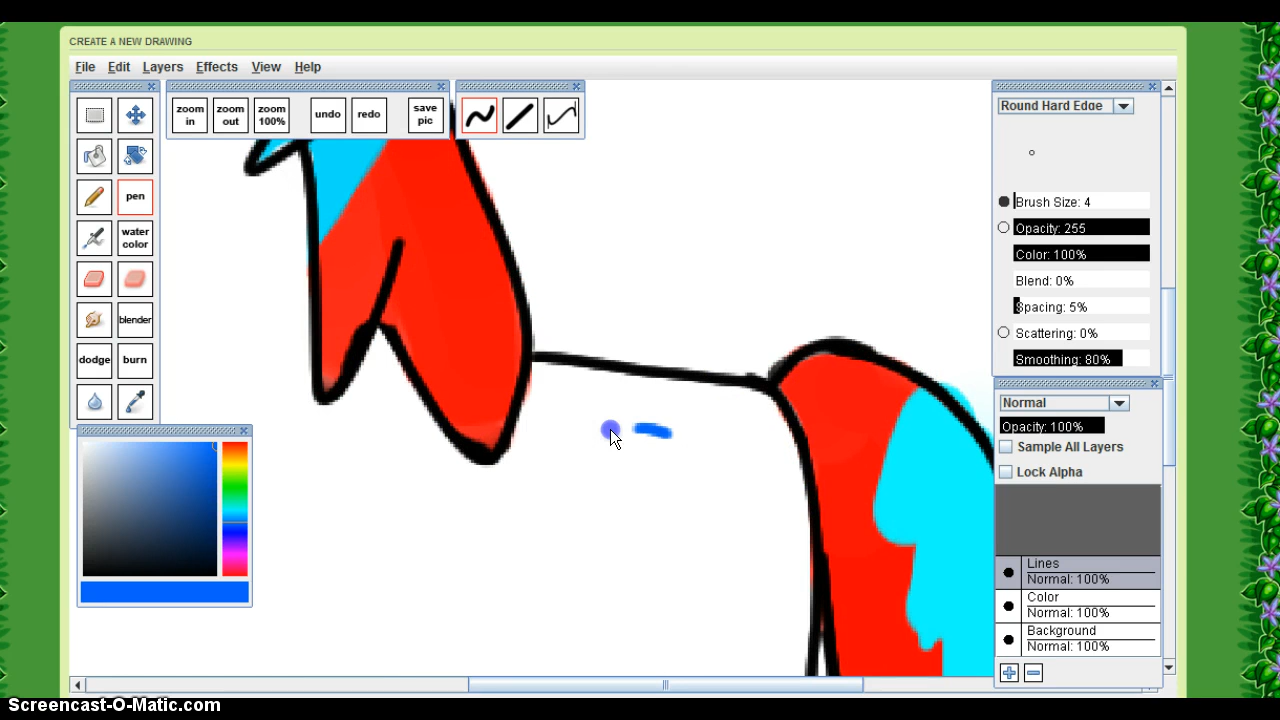 CREATE A NEW DRAWING
File Edit Layers Effects View Help
zoom in
zoom out
zoom 100%
undo
redo
save pic
pen
water color
blender
dodge
burn
Round Hard Edge
Brush Size: 4
Opacity: 255
Color: 100%
Blend: 0%
Spacing: 5%
Scattering: 0%
Smoothing: 80%
Normal
Opacity: 100%
Sample All Layers
Lock Alpha
Lines
Normal: 100%
Color
Normal: 100%
Background
Normal: 100%
Screencast-O-Matic.com